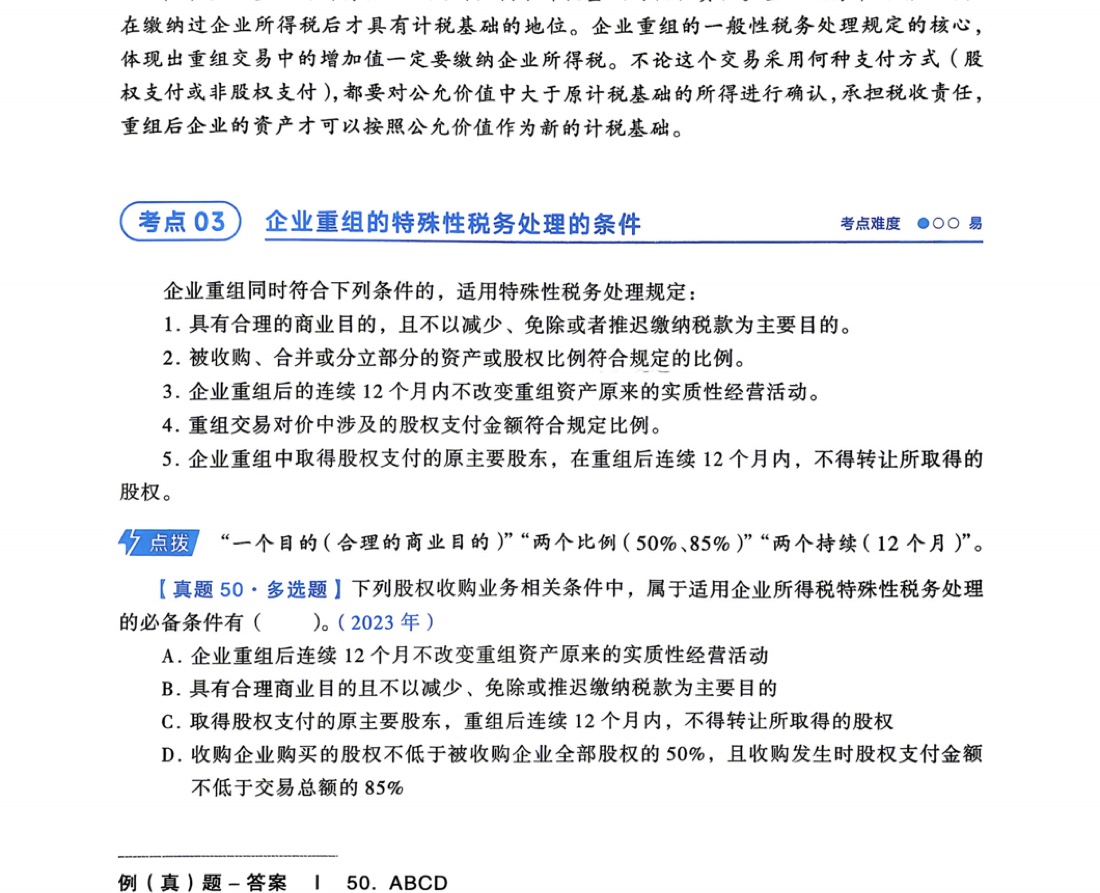 在缴纳过企业所得税后才具有计税基础的地位。企业重组的一般性税务处理规定的核心，
体现出重组交易中的增加值一定要缴纳企业所得税。不论这个交易采用何种支付方式（股
权支付或非股权支付），都要对公允价值中大于原计税基础的所得进行确认，承担税收责任，
重组后企业的资产才可以按照公允价值作为新的计税基础。
考点 03 企业重组的特殊性税务处理的条件 考点难度 ●○○ 易
企业重组同时符合下列条件的，适用特殊性税务处理规定：
1. 具有合理的商业目的，且不以减少、免除或者推迟缴纳税款为主要目的。
2. 被收购、合并或分立部分的资产或股权比例符合规定的比例。
3. 企业重组后的连续 12 个月内不改变重组资产原来的实质性经营活动。
4. 重组交易对价中涉及的股权支付金额符合规定比例。
5. 企业重组中取得股权支付的原主要股东，在重组后连续 12 个月内，不得转让所取得的
股权。
点拨 “一个目的（合理的商业目的）”“两个比例（50%、85%）”“两个持续（12 个月）”。
【真题 50·多选题】下列股权收购业务相关条件中，属于适用企业所得税特殊性税务处理
的必备条件有（　　）。（2023 年）
A. 企业重组后连续 12 个月不改变重组资产原来的实质性经营活动
B. 具有合理商业目的且不以减少、免除或推迟缴纳税款为主要目的
C. 取得股权支付的原主要股东，重组后连续 12 个月内，不得转让所取得的股权
D. 收购企业购买的股权不低于被收购企业全部股权的 50%，且收购发生时股权支付金额
不低于交易总额的 85%
例（真）题－答案 | 50. ABCD